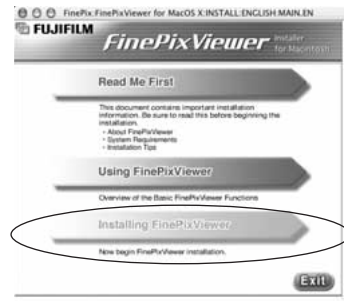 FinePix:FinePixViewer for MacOS X:INSTALL:ENGLISH:MAIN.EN
FUJIFILM
FinePixViewer Installer for Macintosh
Read Me First
This document contains important installation
information. Be sure to read this before beginning the
installation.
- About FinePixViewer
- System Requirements
- Installation Tips
Using FinePixViewer
Overview of the Basic FinePixViewer Functions
Installing FinePixViewer
Now begin FinePixViewer installation.
Exit